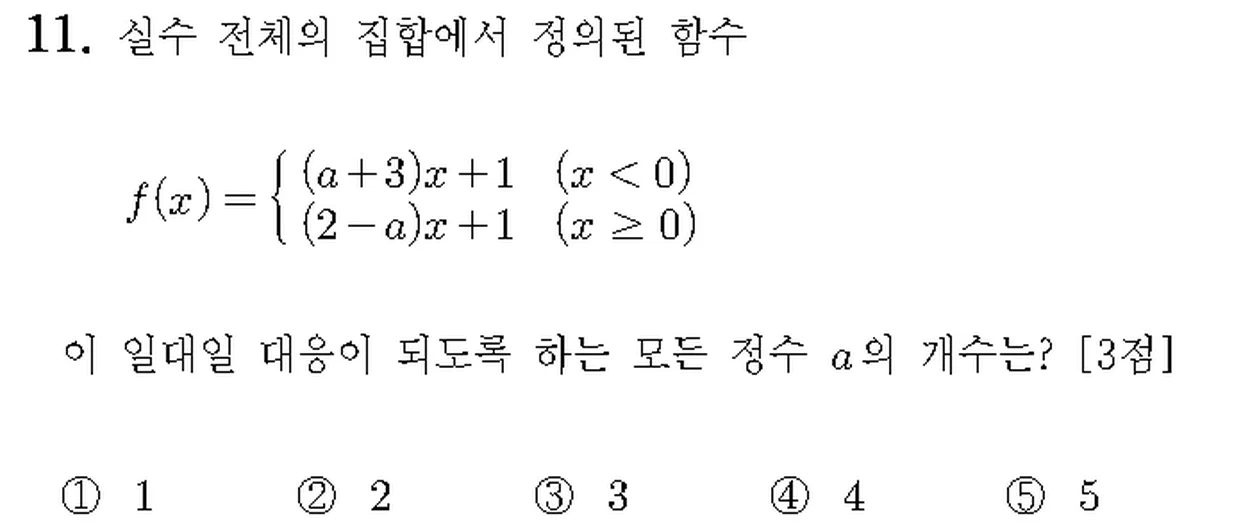 11. 실수 전체의 집합에서 정의된 함수
f(x) = { (a+3)x+1 (x < 0)
(2-a)x+1 (x ≥ 0)
이 일대일 대응이 되도록 하는 모든 정수 a의 개수는? [3점]
① 1 ② 2 ③ 3 ④ 4 ⑤ 5